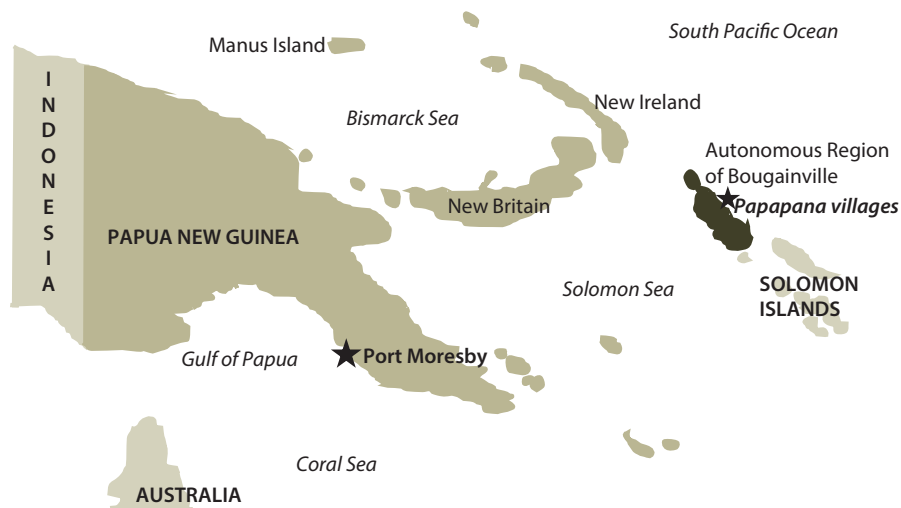 South Pacific Ocean
Manus Island
INDONESIA
New Ireland
Bismarck Sea
Autonomous Region
of Bougainville
Papapana villages
New Britain
PAPUA NEW GUINEA
SOLOMON
ISLANDS
Solomon Sea
Gulf of Papua
Port Moresby
Coral Sea
AUSTRALIA